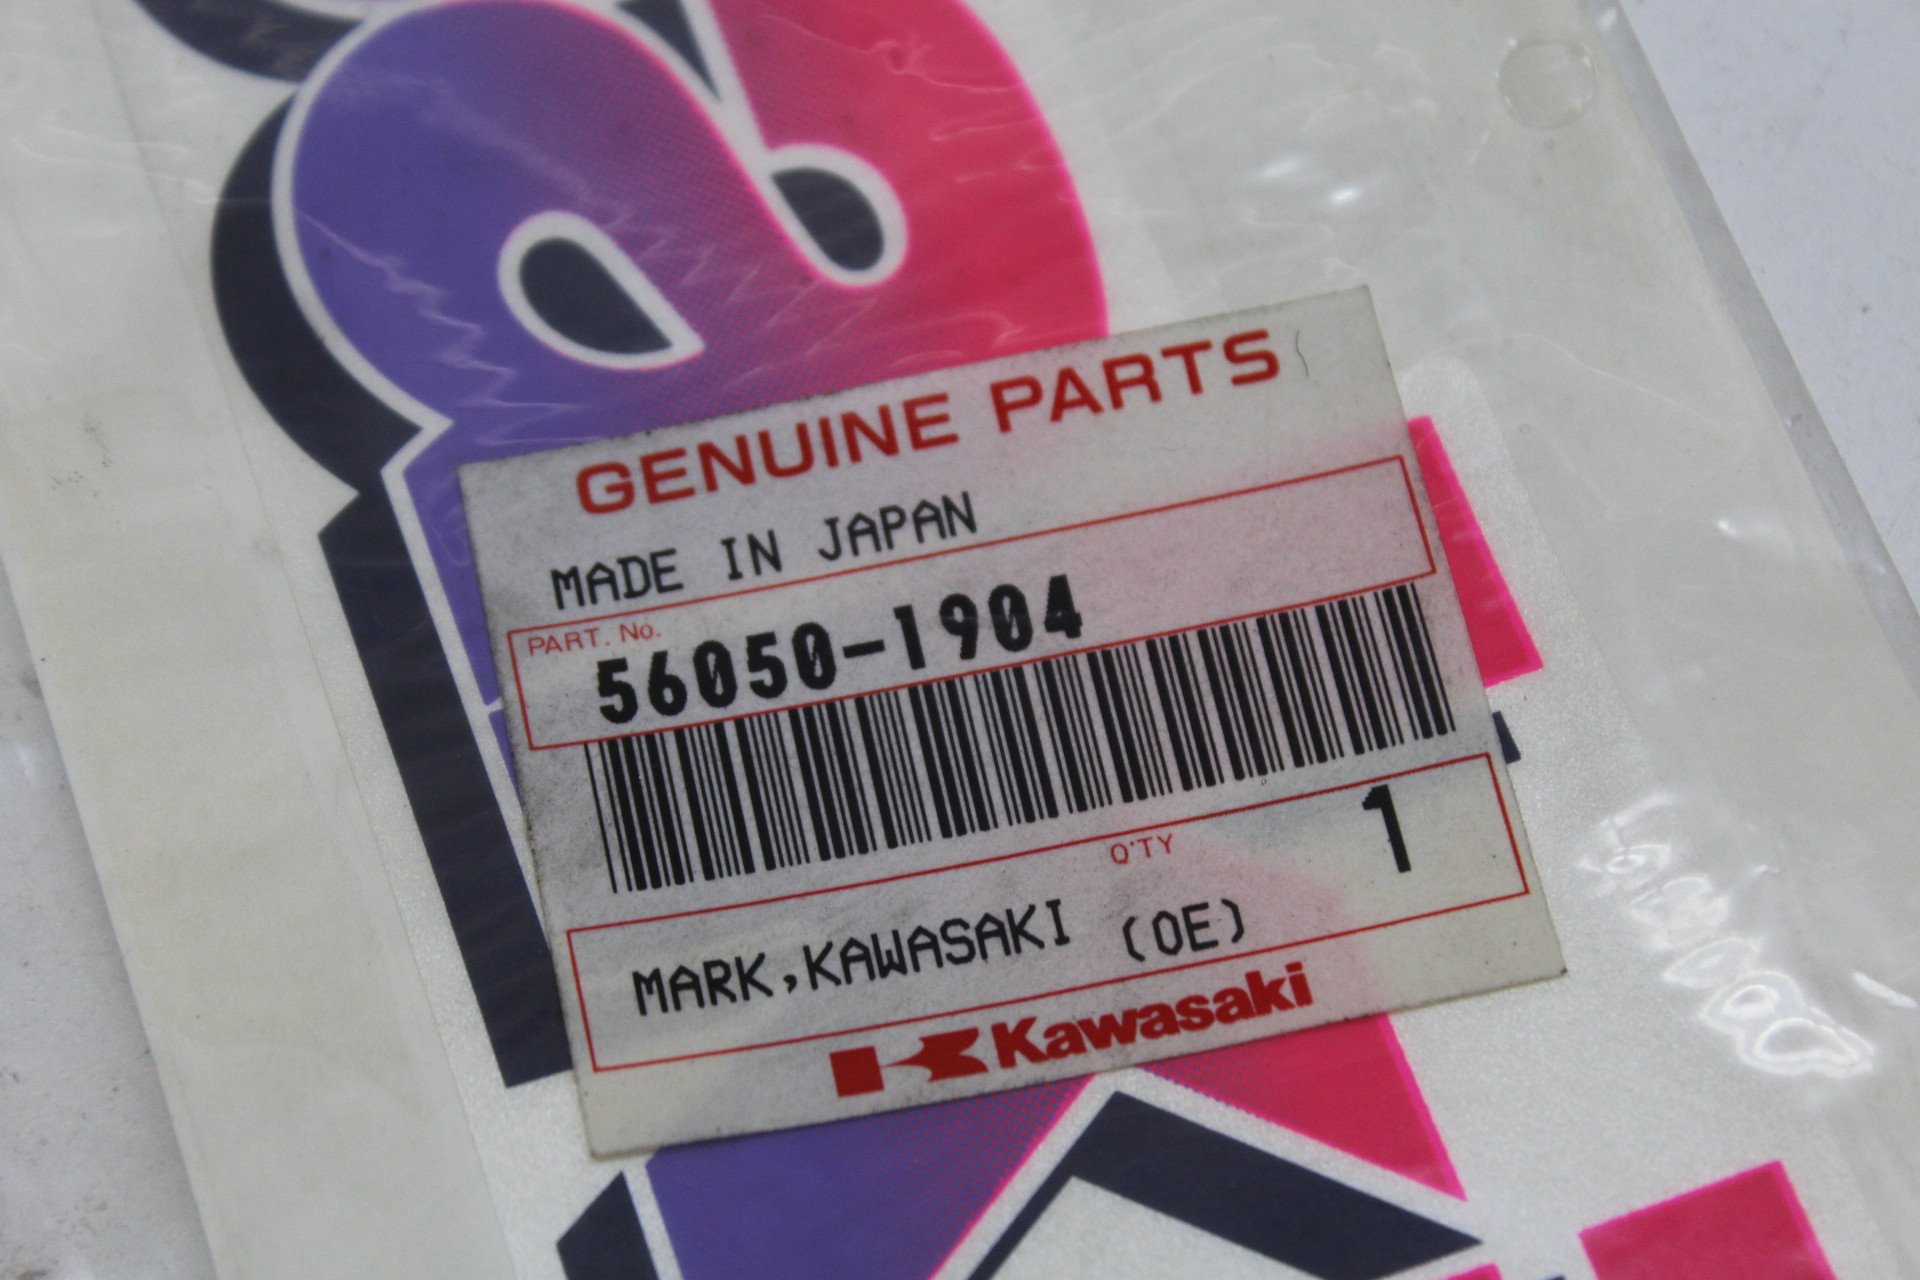 GENUINE PARTS
MADE IN JAPAN
PART. No.
56050-1904
Q'TY 1
MARK,KAWASAKI (OE)
Kawasaki